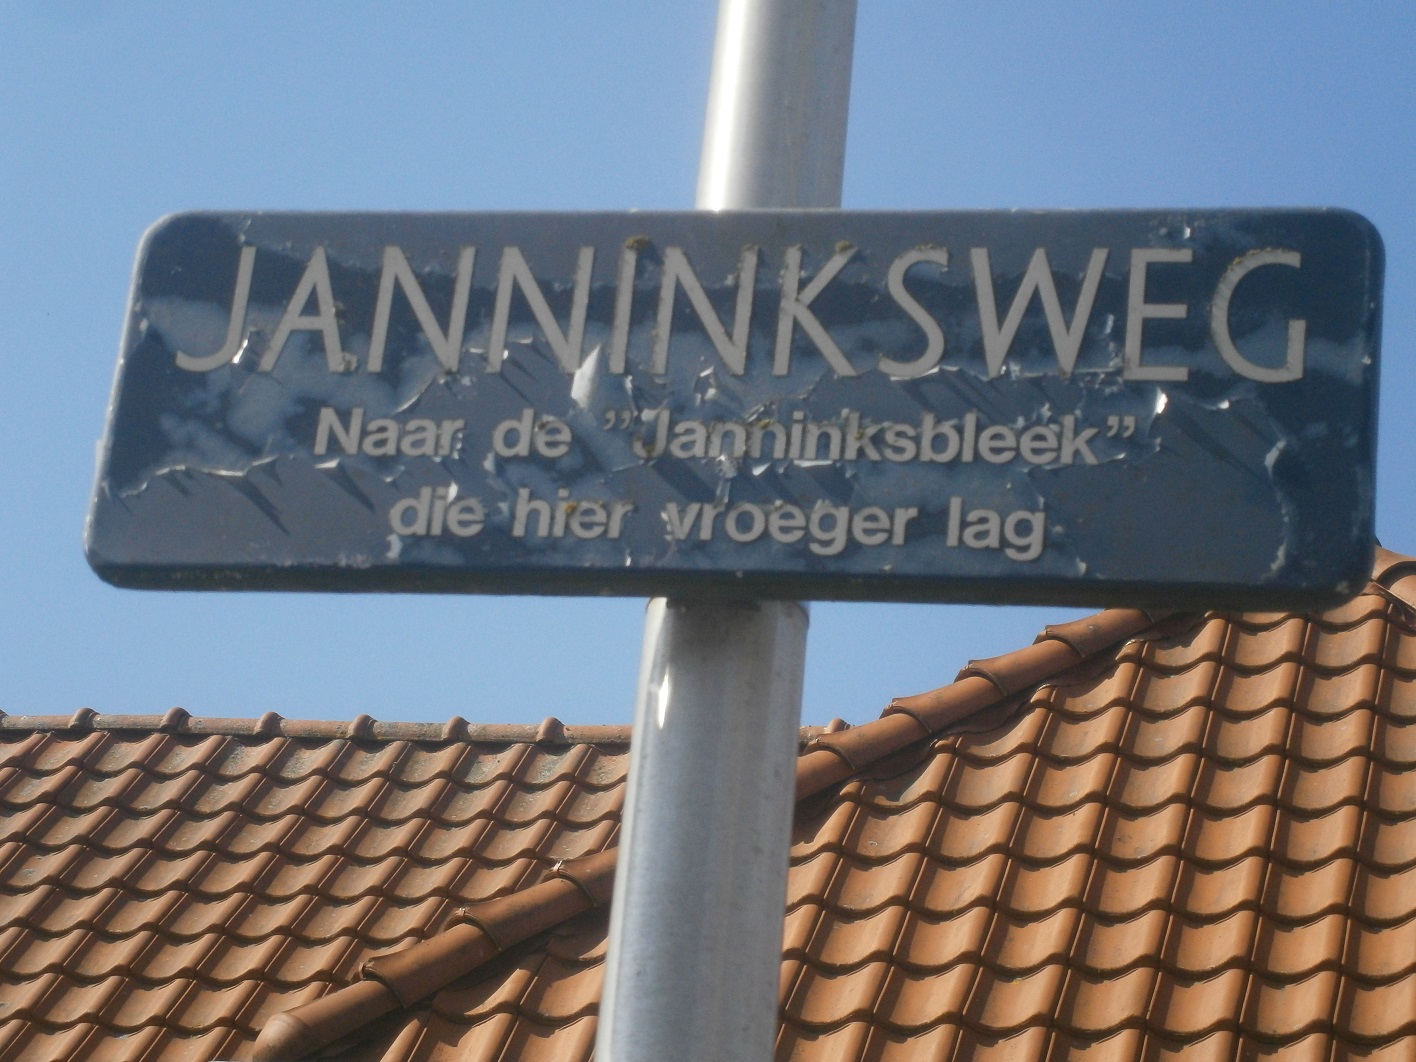 JANNINKSWEG
Naar de "Janninksbleek"
die hier vroeger lag